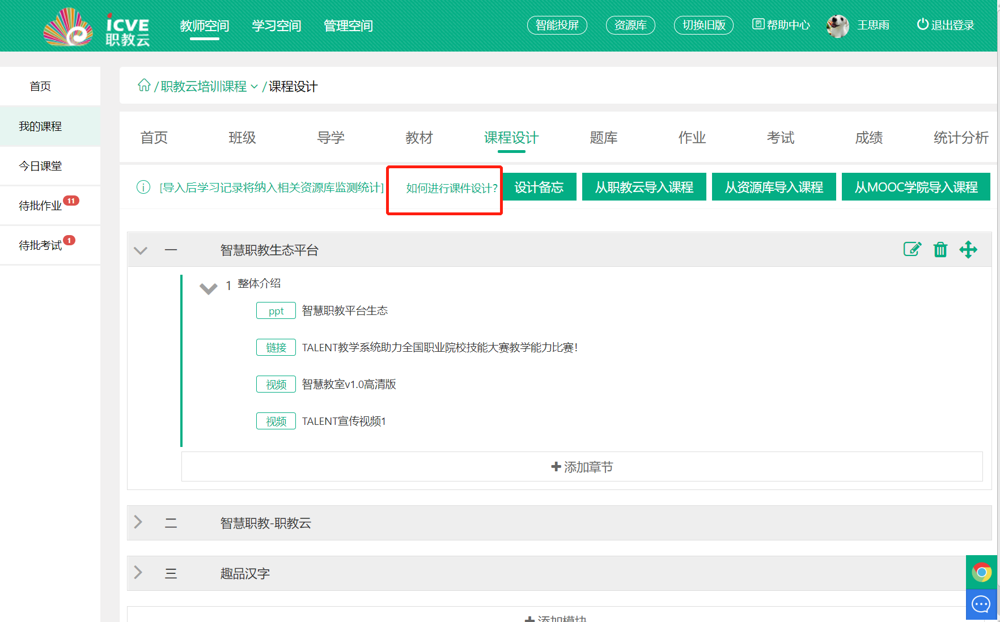 iCVE
职教云
教师空间 学习空间 管理空间 智能投屏 资源库 切换旧版 帮助中心 王思雨 退出登录
首页
我的课程
今日课堂
待批作业 11
待批考试 1
/ 职教云培训课程 / 课程设计
首页 班级 导学 教材 课程设计 题库 作业 考试 成绩 统计分析
[导入后学习记录将纳入相关资源库监测统计] 如何进行课件设计? 设计备忘 从职教云导入课程 从资源库导入课程 从MOOC学院导入课程
一 智慧职教生态平台
1 整体介绍
ppt 智慧职教平台生态
链接 TALENT教学系统助力全国职业院校技能大赛教学能力比赛!
视频 智慧教室v1.0高清版
视频 TALENT宣传视频1
添加章节
二 智慧职教-职教云
三 趣品汉字
添加模块